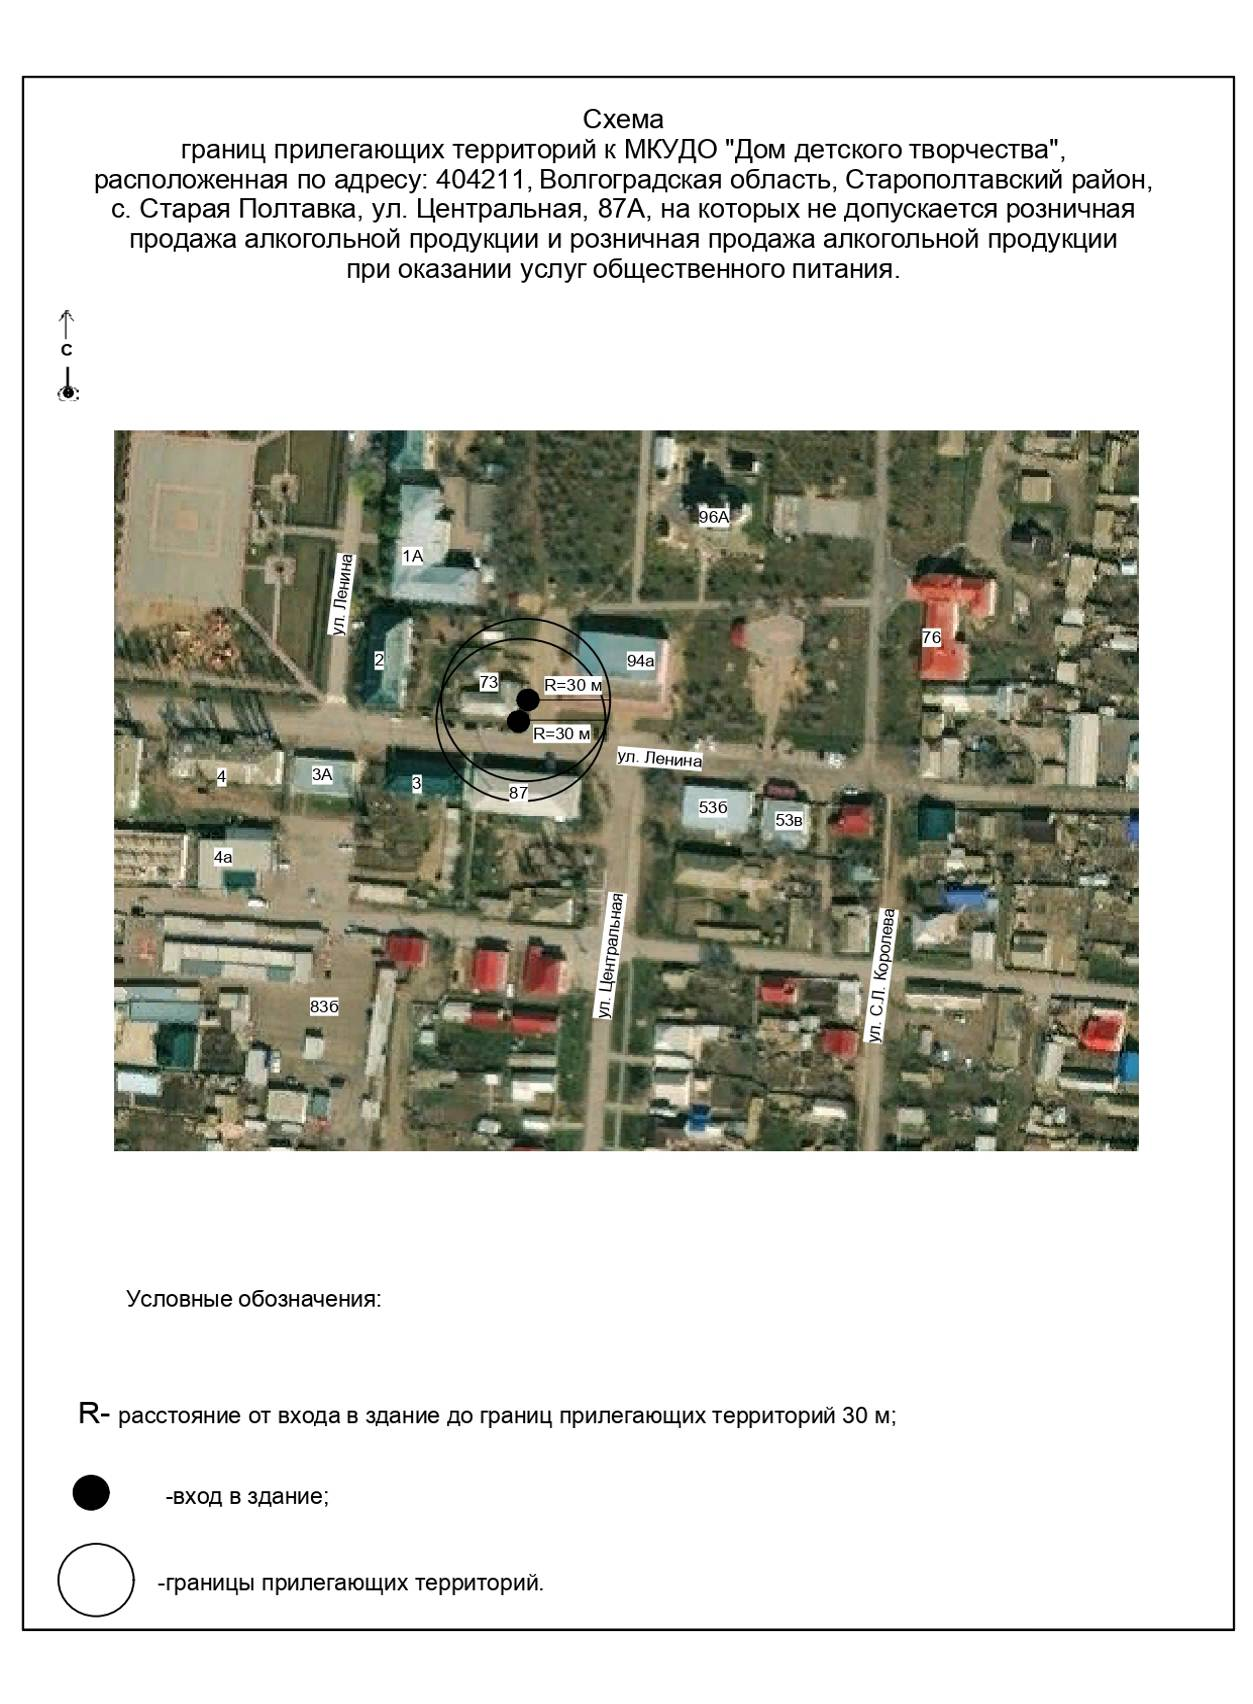 Схема
границ прилегающих территорий к МКУДО "Дом детского творчества",
расположенная по адресу: 404211, Волгоградская область, Старополтавский район,
с. Старая Полтавка, ул. Центральная, 87А, на которых не допускается розничная
продажа алкогольной продукции и розничная продажа алкогольной продукции
при оказании услуг общественного питания.
С
96А
1А
ул. Ленина
76
2
94а
73
R=30 м
R=30 м
ул. Ленина
4
3А
3
87
53б
53в
4а
ул. Центральная
ул. С.Л. Королева
83б
Условные обозначения:
R- расстояние от входа в здание до границ прилегающих территорий 30 м;
-вход в здание;
-границы прилегающих территорий.